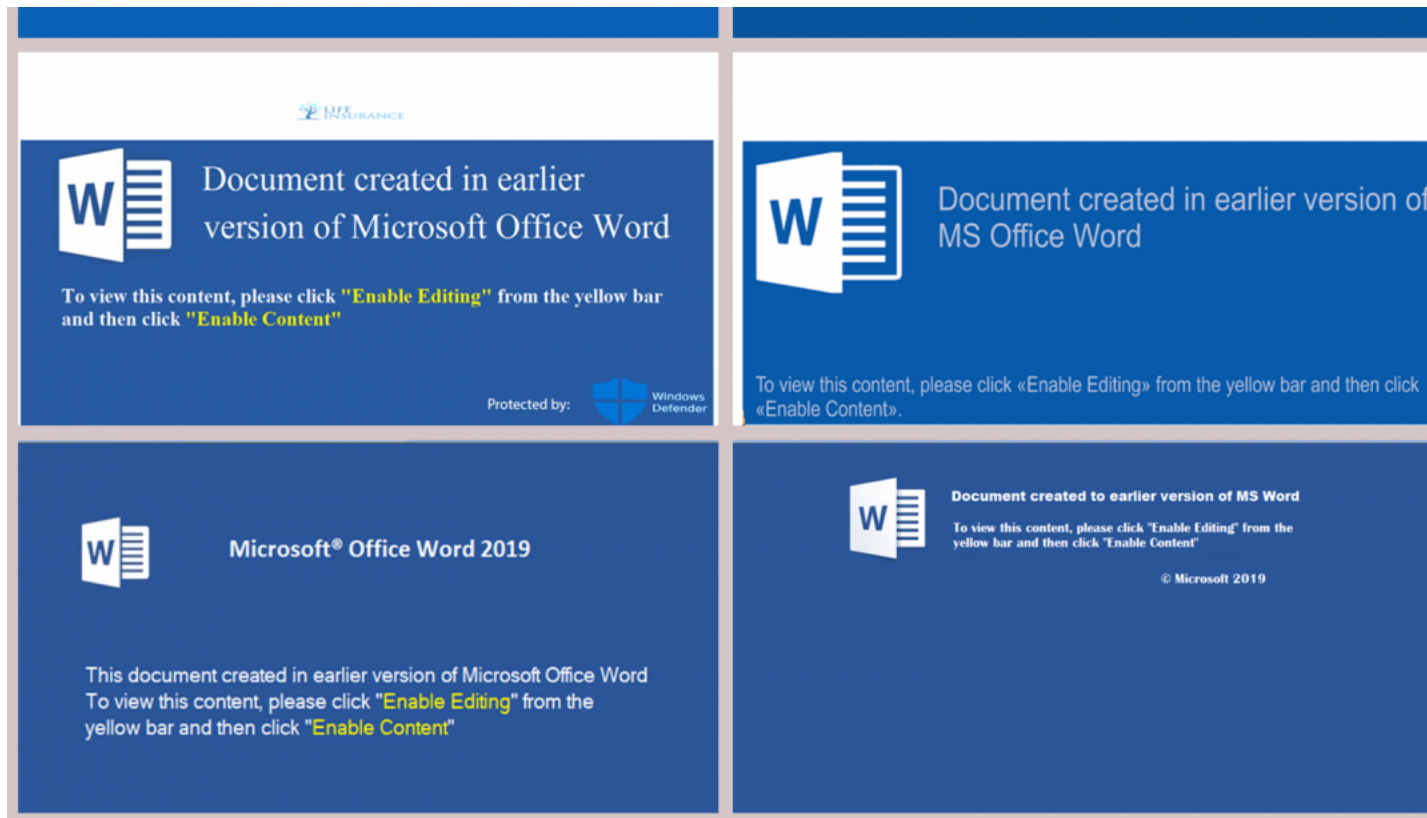 LIFE
INSURANCE
Document created in earlier
version of Microsoft Office Word
To view this content, please click "Enable Editing" from the yellow bar
and then click "Enable Content"
Protected by:
Windows
Defender
W
Document created in earlier version of
MS Office Word
To view this content, please click «Enable Editing» from the yellow bar and then click
«Enable Content».
W
W
Microsoft® Office Word 2019
This document created in earlier version of Microsoft Office Word
To view this content, please click "Enable Editing" from the
yellow bar and then click "Enable Content"
W
Document created to earlier version of MS Word
To view this content, please click "Enable Editing" from the
yellow bar and then click "Enable Content"
© Microsoft 2019